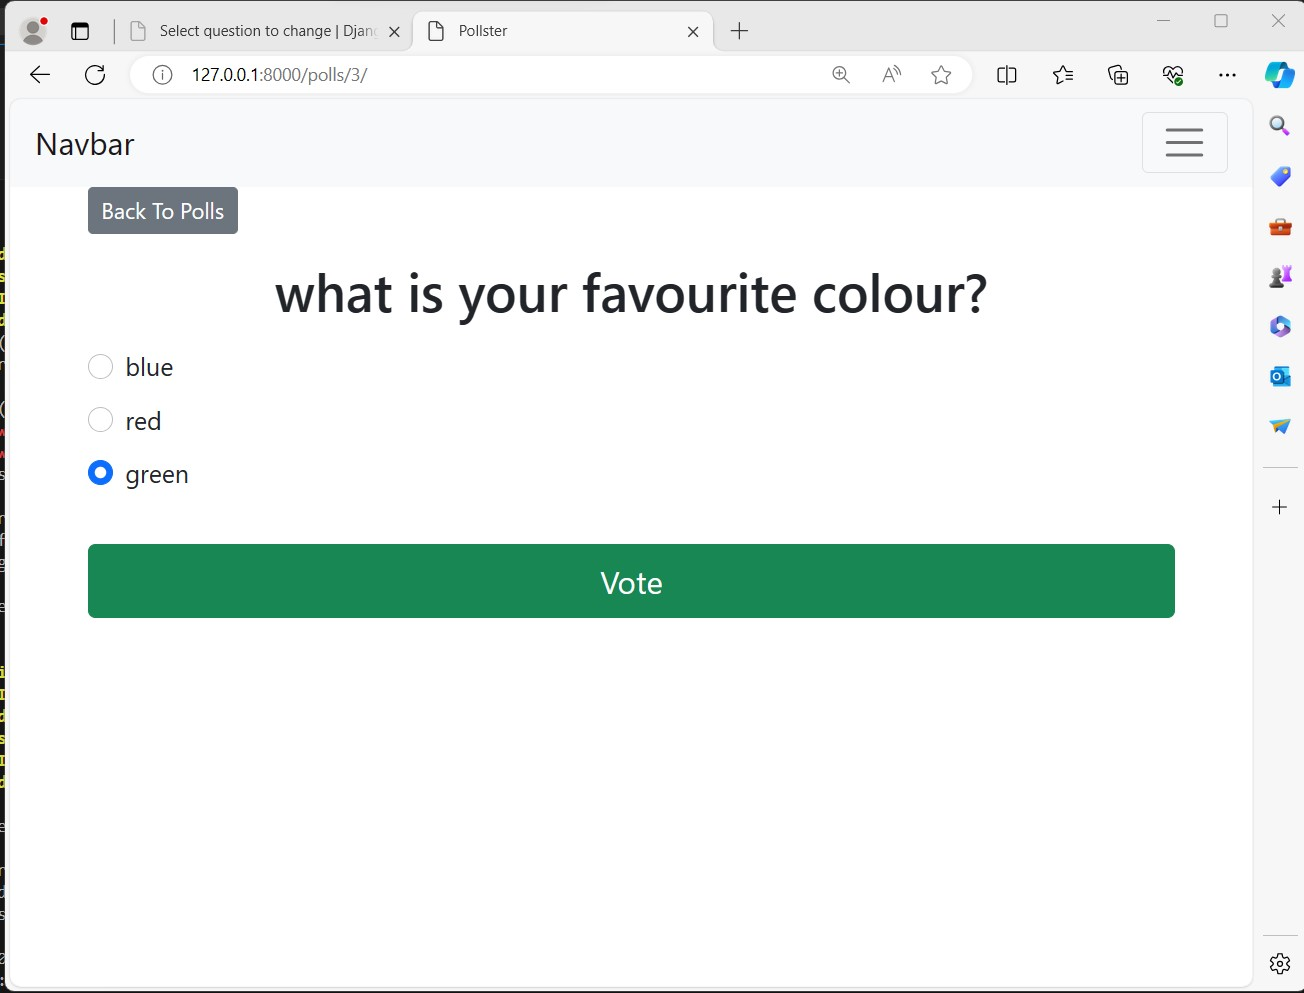 Select question to change | Djan
Pollster
127.0.0.1:8000/polls/3/
Navbar
Back To Polls
what is your favourite colour?
blue
red
green
Vote